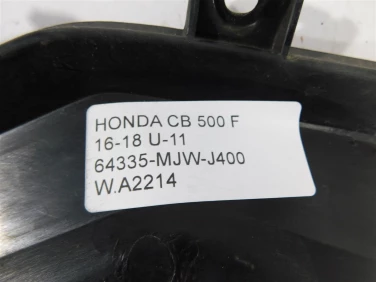 HONDA CB 500 F
16-18 U-11
64335-MJW-J400
W.A2214